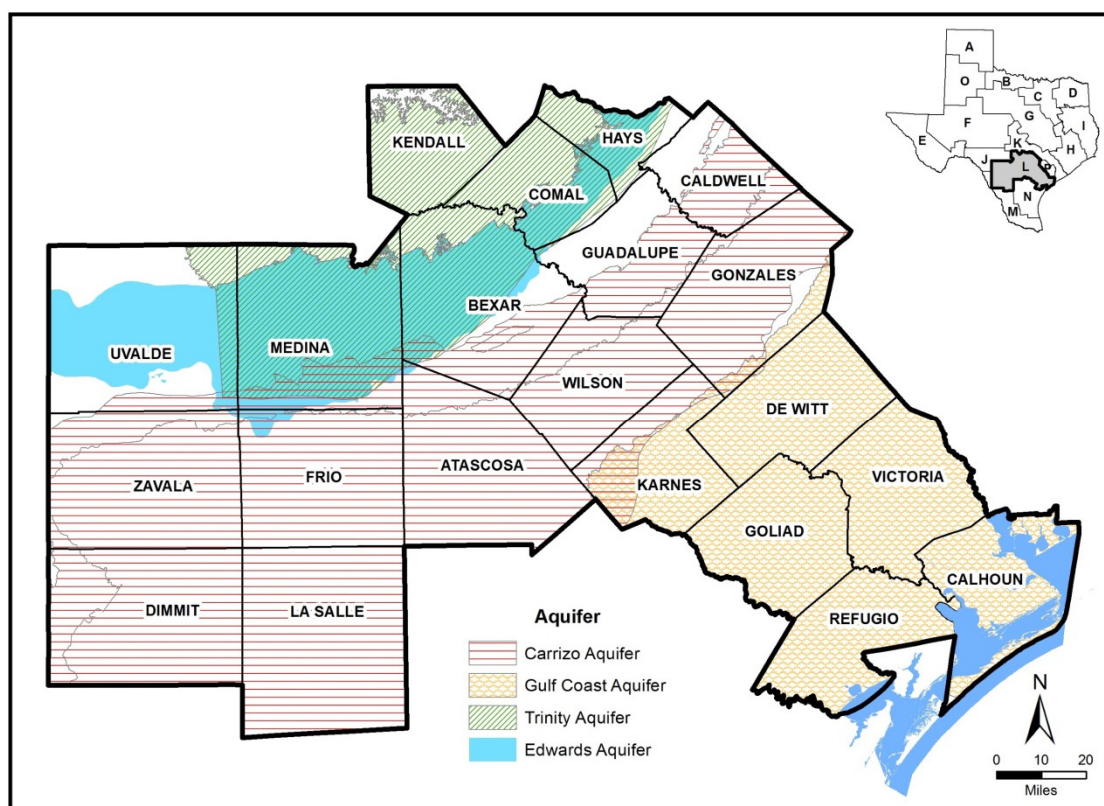 A
O
B
C
D
E
F
G
I
K
H
J
L
P
N
M
KENDALL
HAYS
COMAL
CALDWELL
GUADALUPE
GONZALES
BEXAR
UVALDE
MEDINA
WILSON
DE WITT
ZAVALA
FRIO
ATASCOSA
KARNES
VICTORIA
GOLIAD
CALHOUN
DIMMIT
LA SALLE
REFUGIO
Aquifer
Carrizo Aquifer
Gulf Coast Aquifer
Trinity Aquifer
Edwards Aquifer
N
0 10 20
Miles